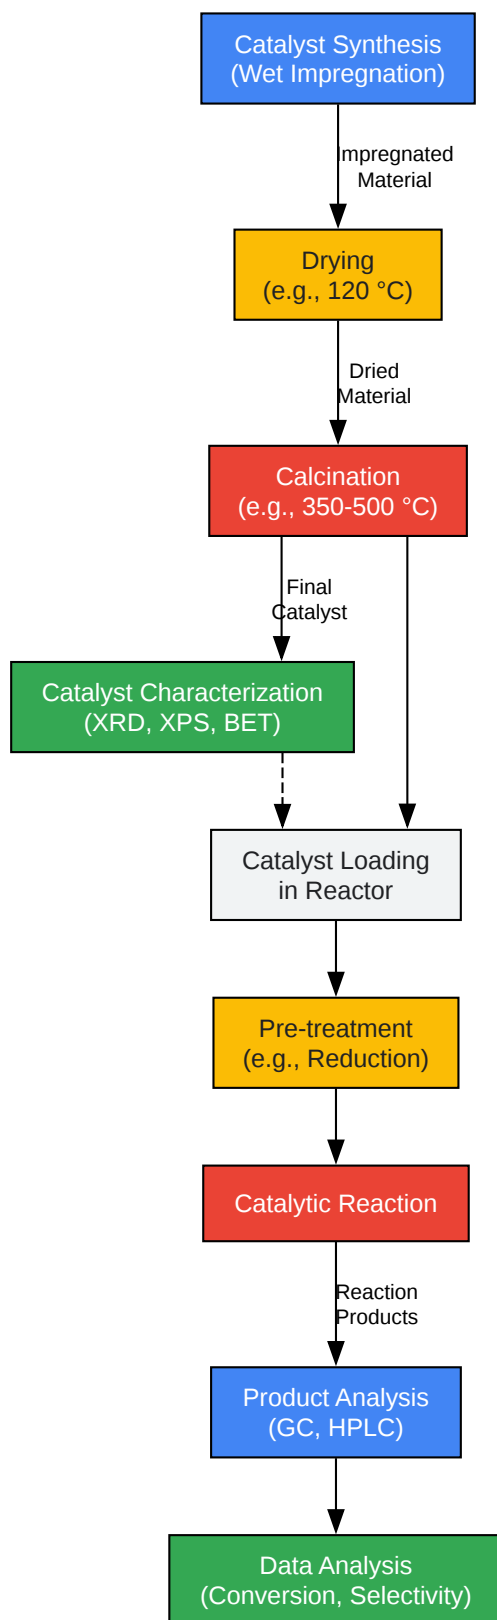 Catalyst Synthesis
(Wet Impregnation)
Impregnated
Material
Drying
(e.g., 120 °C)
Dried
Material
Calcination
(e.g., 350-500 °C)
Final
Catalyst
Catalyst Characterization
(XRD, XPS, BET)
Catalyst Loading
in Reactor
Pre-treatment
(e.g., Reduction)
Catalytic Reaction
Reaction
Products
Product Analysis
(GC, HPLC)
Data Analysis
(Conversion, Selectivity)